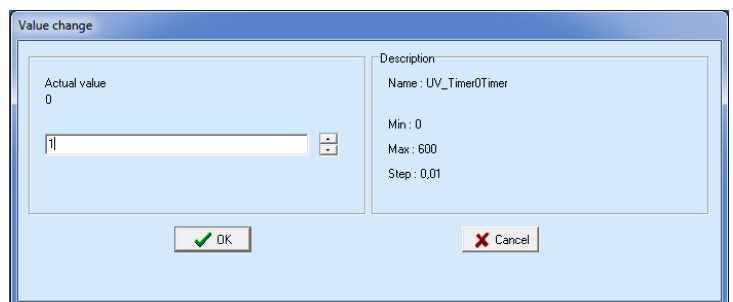 Value change
Actual value
0
1
Description
Name : UV_Timer0Timer
Min : 0
Max : 600
Step : 0,01
OK
Cancel